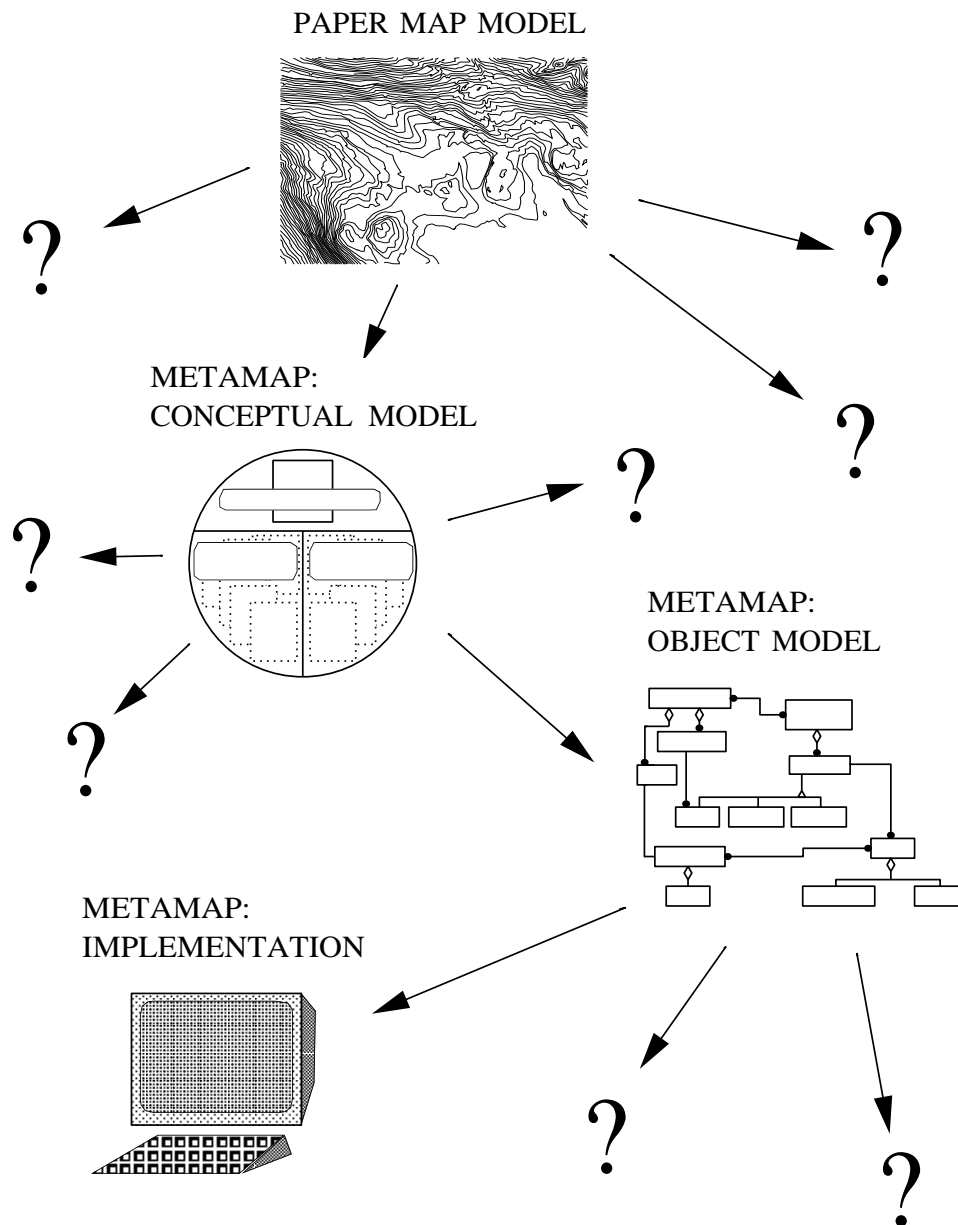 PAPER MAP MODEL
?
?
METAMAP:
CONCEPTUAL MODEL
?
?
?
METAMAP:
OBJECT MODEL
?
METAMAP:
IMPLEMENTATION
?
?